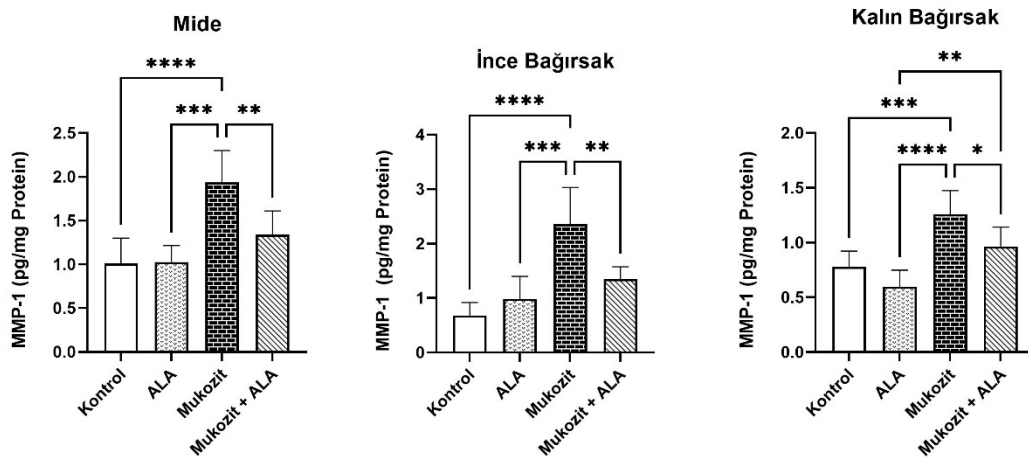 Mide
****
***
**
MMP-1 (pg/mg Protein)
2.5
2.0
1.5
1.0
0.5
0.0
Kontrol
ALA
Mukozit
Mukozit + ALA
İnce Bağırsak
****
***
**
MMP-1 (pg/mg Protein)
4
3
2
1
0
Kontrol
ALA
Mukozit
Mukozit + ALA
Kalın Bağırsak
**
***
****
*
MMP-1 (pg/mg Protein)
2.0
1.5
1.0
0.5
0.0
Kontrol
ALA
Mukozit
Mukozit + ALA